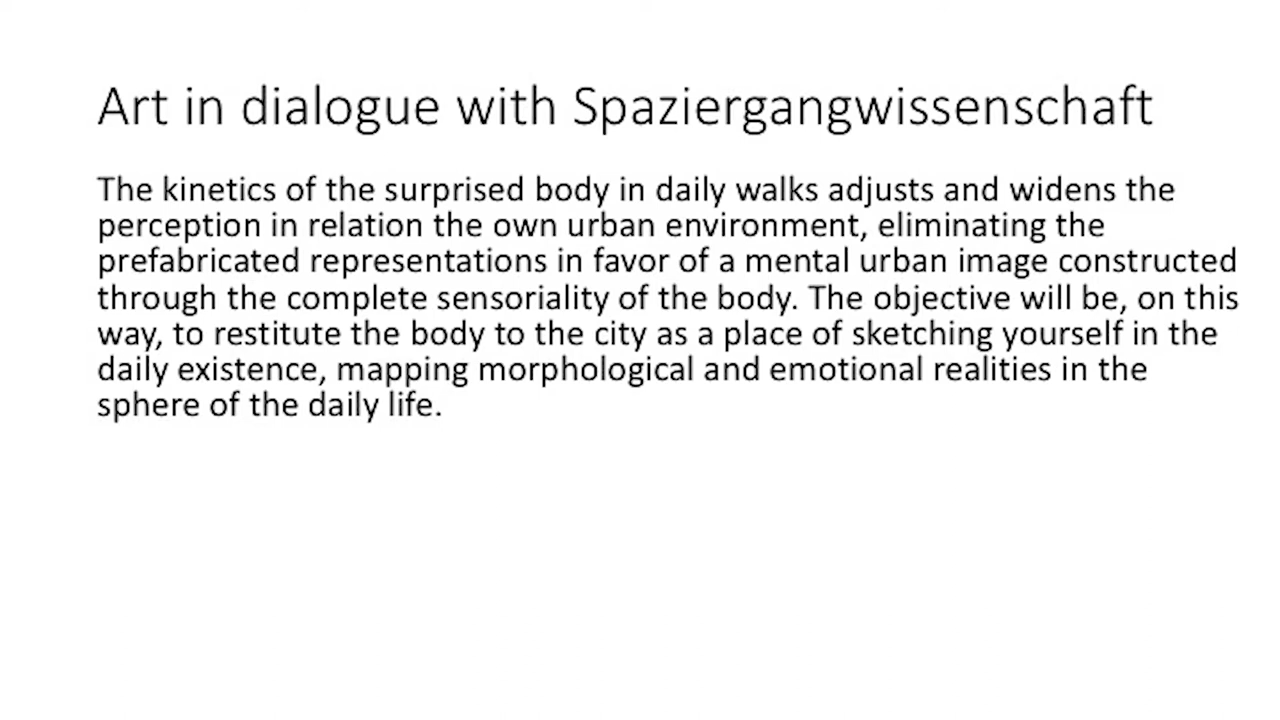 Art in dialogue with Spaziergangwissenschaft
The kinetics of the surprised body in daily walks adjusts and widens the
perception in relation the own urban environment, eliminating the
prefabricated representations in favor of a mental urban image constructed
through the complete sensoriality of the body. The objective will be, on this
way, to restitute the body to the city as a place of sketching yourself in the
daily existence, mapping morphological and emotional realities in the
sphere of the daily life.